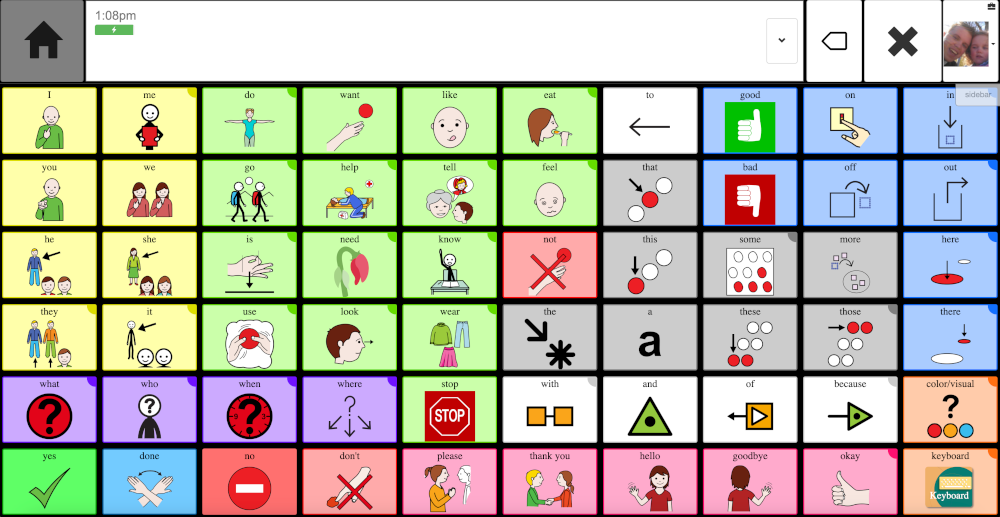 1:08pm
sidebar
I
me
do
want
like
eat
to
good
on
in
you
we
go
help
tell
feel
that
bad
off
out
he
she
is
need
know
not
this
some
more
here
they
it
use
look
wear
the
a
a
these
those
there
what
who
when
where
stop
STOP
with
and
of
because
color/visual
yes
done
no
don't
please
thank you
hello
goodbye
okay
keyboard
Keyboard